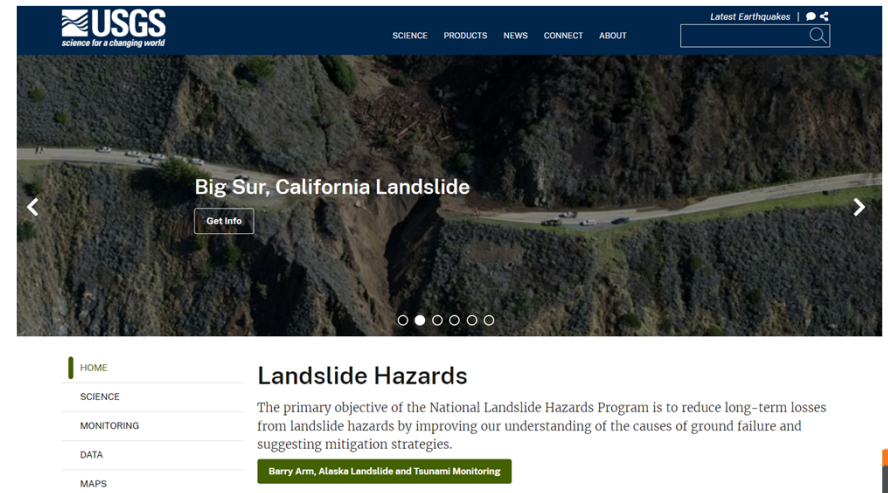 USGS
science for a changing world
Latest Earthquakes |
SCIENCE PRODUCTS NEWS CONNECT ABOUT
Big Sur, California Landslide
Get Info
HOME
SCIENCE
MONITORING
DATA
MAPS
Landslide Hazards
The primary objective of the National Landslide Hazards Program is to reduce long-term losses
from landslide hazards by improving our understanding of the causes of ground failure and
suggesting mitigation strategies.
Barry Arm, Alaska Landslide and Tsunami Monitoring